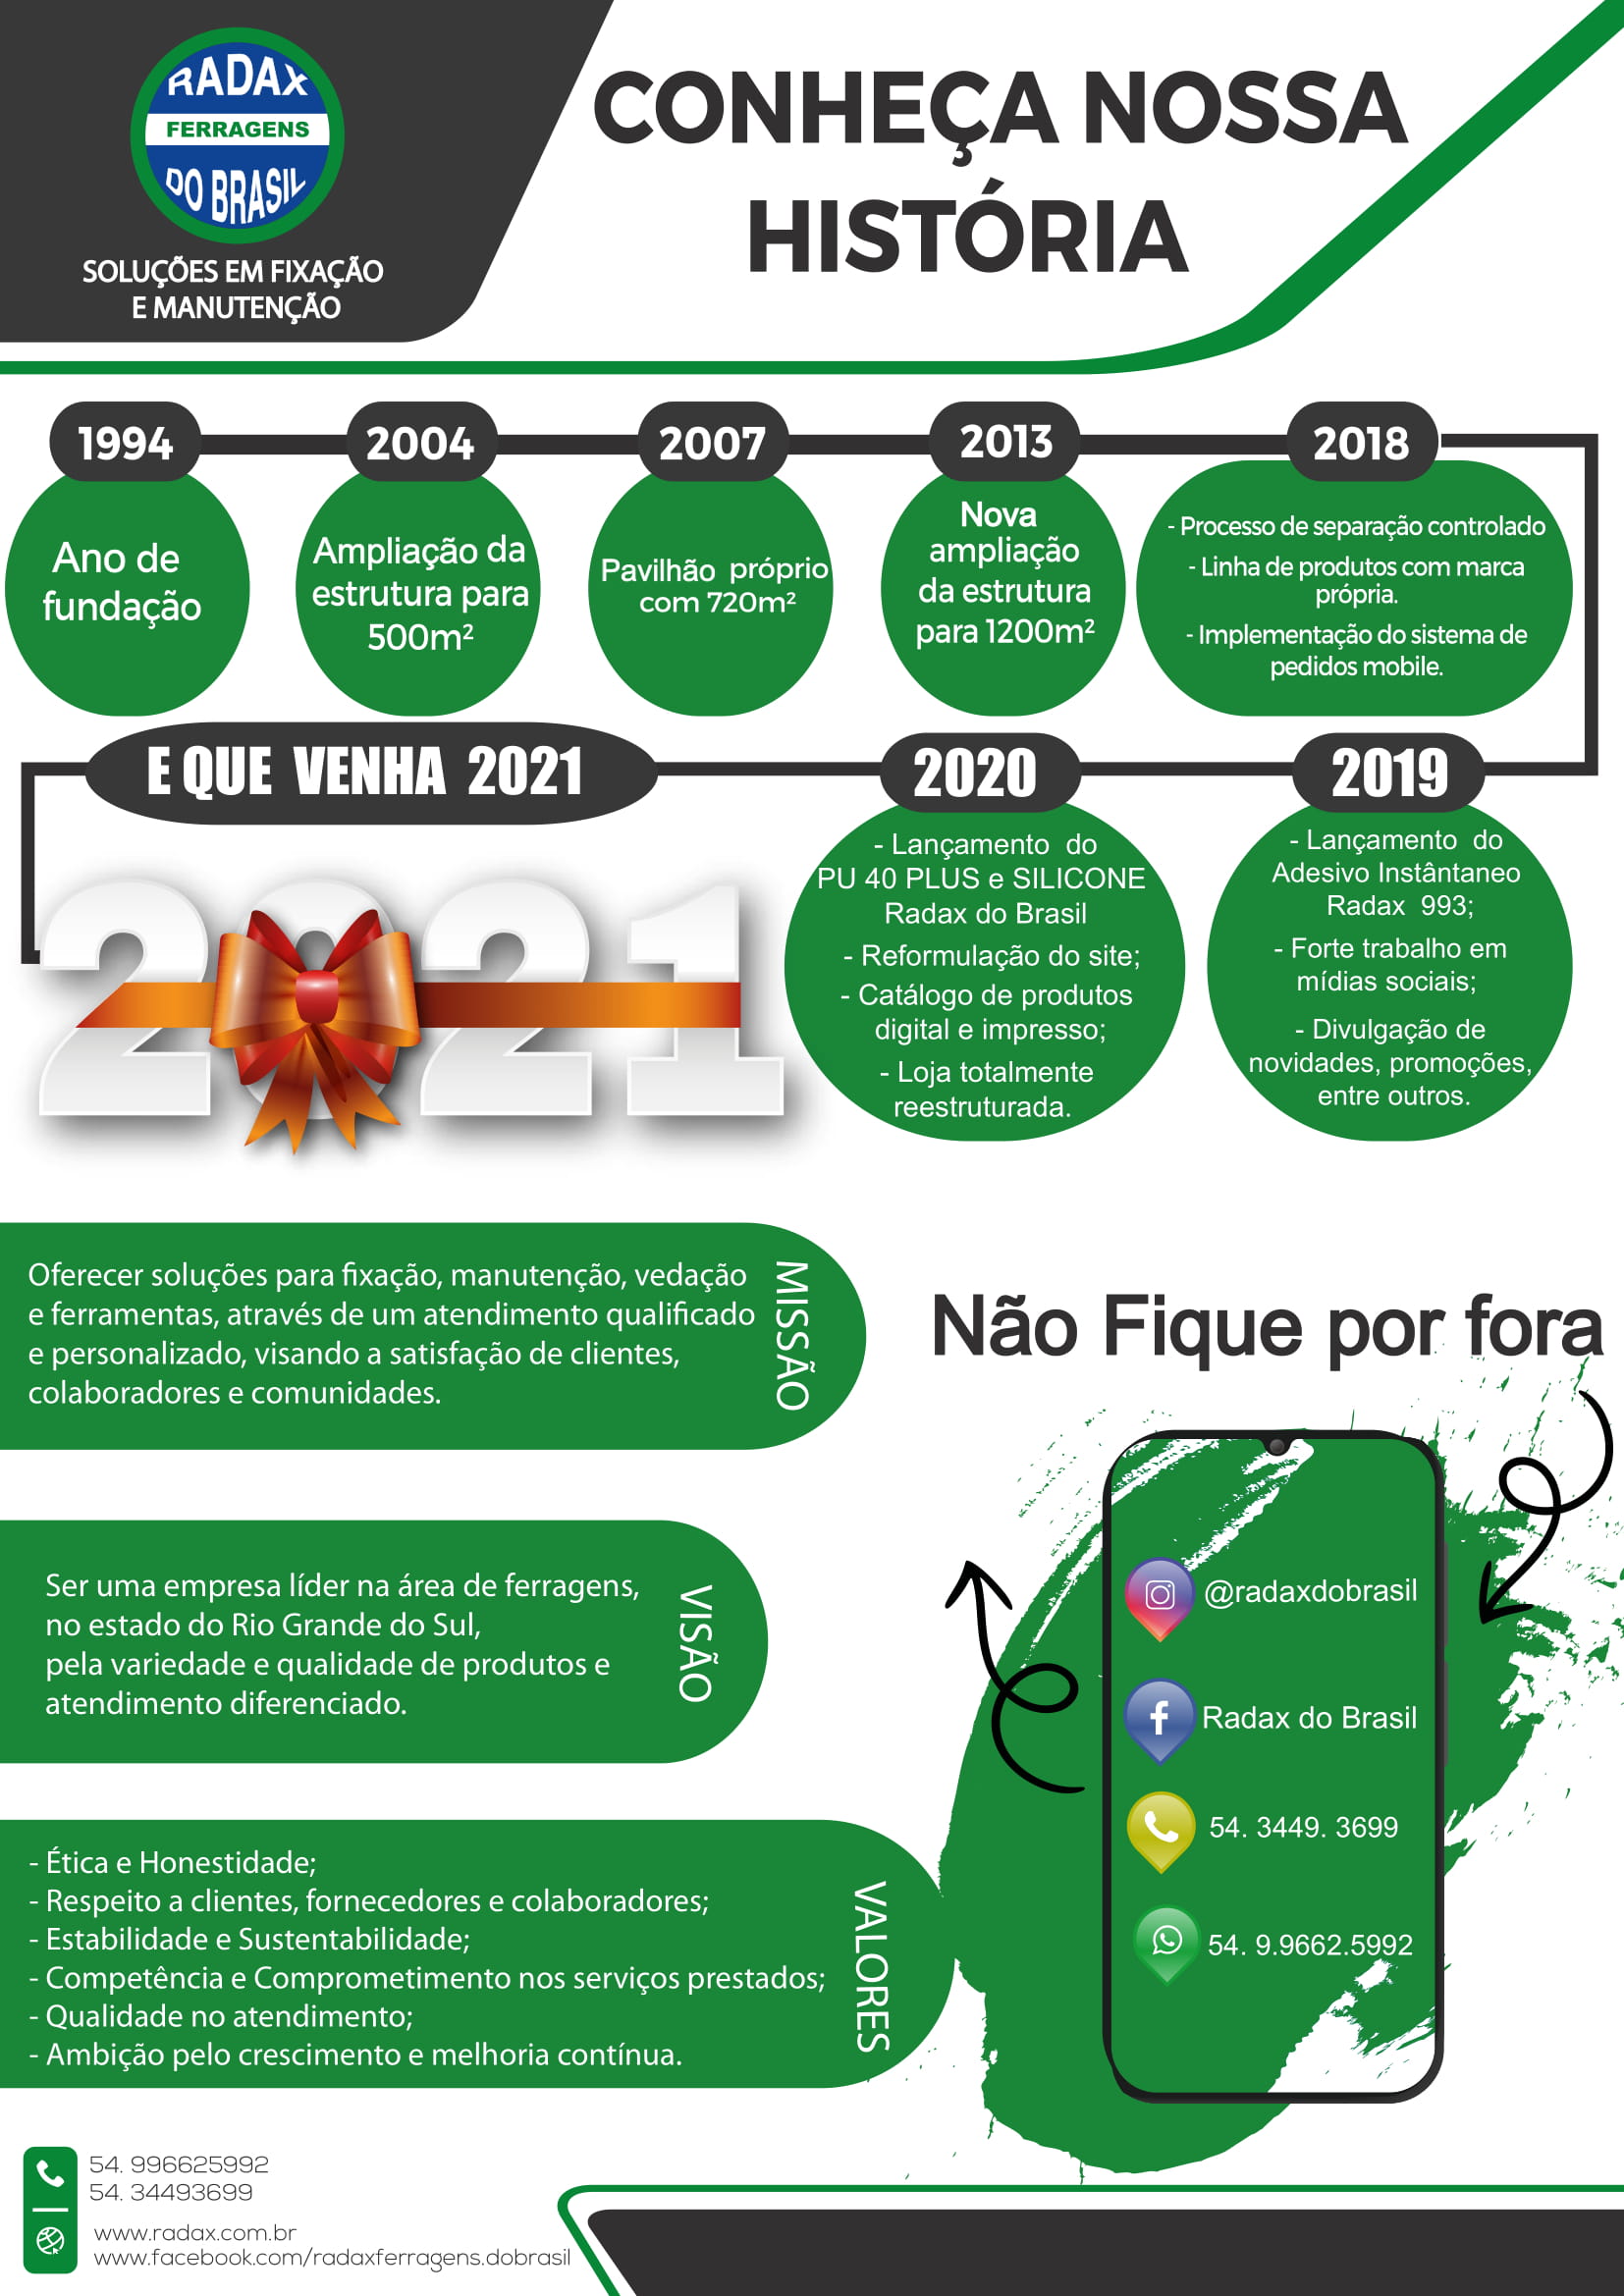 RADAX
FERRAGENS
DO BRASIL
SOLUÇÕES EM FIXAÇÃO
E MANUTENÇÃO
CONHEÇA NOSSA
HISTÓRIA
1994
Ano de
fundação
2004
Ampliação da
estrutura para
500m²
2007
Pavilhão próprio
com 720m²
2013
Nova
ampliação
da estrutura
para 1200m²
2018
- Processo de separação controlado
- Linha de produtos com marca
própria.
- Implementação do sistema de
pedidos mobile.
2019
- Lançamento do
Adesivo Instântaneo
Radax 993;
- Forte trabalho em
mídias sociais;
- Divulgação de
novidades, promoções,
entre outros.
2020
- Lançamento do
PU 40 PLUS e SILICONE
Radax do Brasil
- Reformulação do site;
- Catálogo de produtos
digital e impresso;
- Loja totalmente
reestruturada.
E QUE VENHA 2021
2021
Oferecer soluções para fixação, manutenção, vedação
e ferramentas, através de um atendimento qualificado
e personalizado, visando a satisfação de clientes,
colaboradores e comunidades.
MISSÃO
Ser uma empresa líder na área de ferragens,
no estado do Rio Grande do Sul,
pela variedade e qualidade de produtos e
atendimento diferenciado.
VISÃO
- Ética e Honestidade;
- Respeito a clientes, fornecedores e colaboradores;
- Estabilidade e Sustentabilidade;
- Competência e Comprometimento nos serviços prestados;
- Qualidade no atendimento;
- Ambição pelo crescimento e melhoria contínua.
VALORES
Não Fique por fora
@radaxdobrasil
f
Radax do Brasil
54. 3449. 3699
54. 9.9662.5992
54. 996625992
54. 34493699
www.radax.com.br
www.facebook.com/radaxferragens.dobrasil